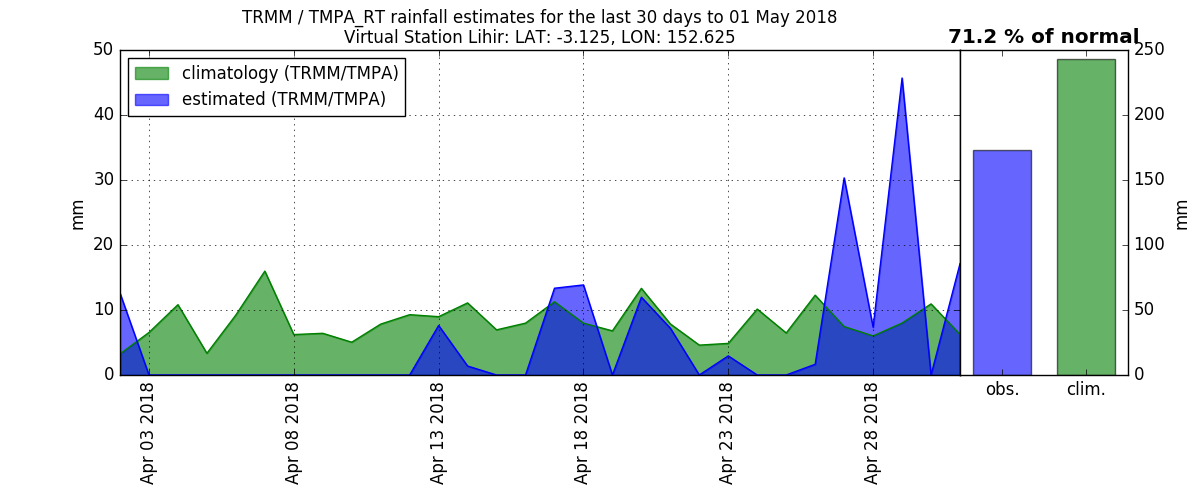 TRMM / TMPA_RT rainfall estimates for the last 30 days to 01 May 2018
Virtual Station Lihir: LAT: -3.125, LON: 152.625
71.2 % of normal
climatology (TRMM/TMPA)
estimated (TRMM/TMPA)
50
40
30
20
10
0
mm
Apr 03 2018
Apr 08 2018
Apr 13 2018
Apr 18 2018
Apr 23 2018
Apr 28 2018
obs.
clim.
250
200
150
100
50
0
mm